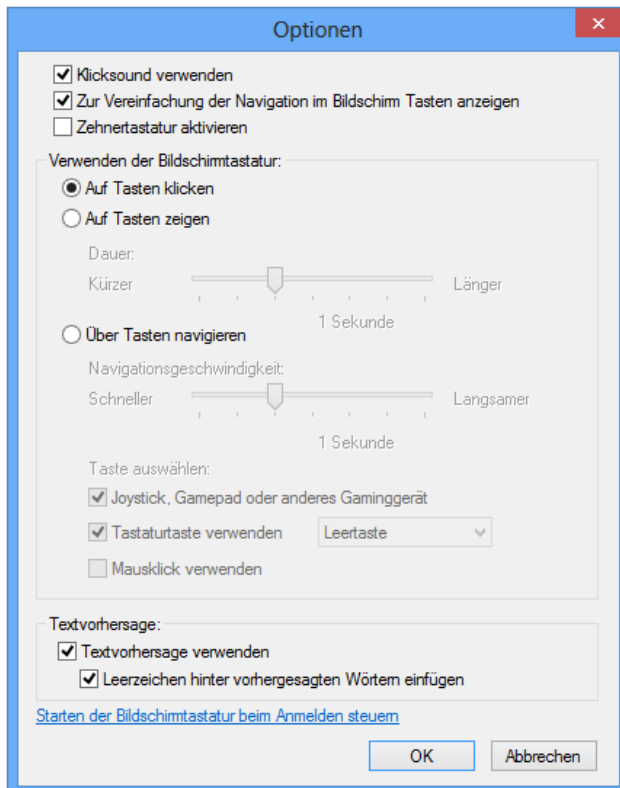 Optionen
Klicksound verwenden
Zur Vereinfachung der Navigation im Bildschirm Tasten anzeigen
Zehnertastatur aktivieren
Verwenden der Bildschirmtastatur:
Auf Tasten klicken
Auf Tasten zeigen
Dauer:
Kürzer Länger
1 Sekunde
Über Tasten navigieren
Navigationsgeschwindigkeit:
Schneller Langsamer
1 Sekunde
Taste auswählen:
Joystick, Gamepad oder anderes Gaminggerät
Tastaturtaste verwenden Leertaste
Mausklick verwenden
Textvorhersage:
Textvorhersage verwenden
Leerzeichen hinter vorhergesagten Wörtern einfügen
Starten der Bildschirmtastatur beim Anmelden steuern
OK Abbrechen